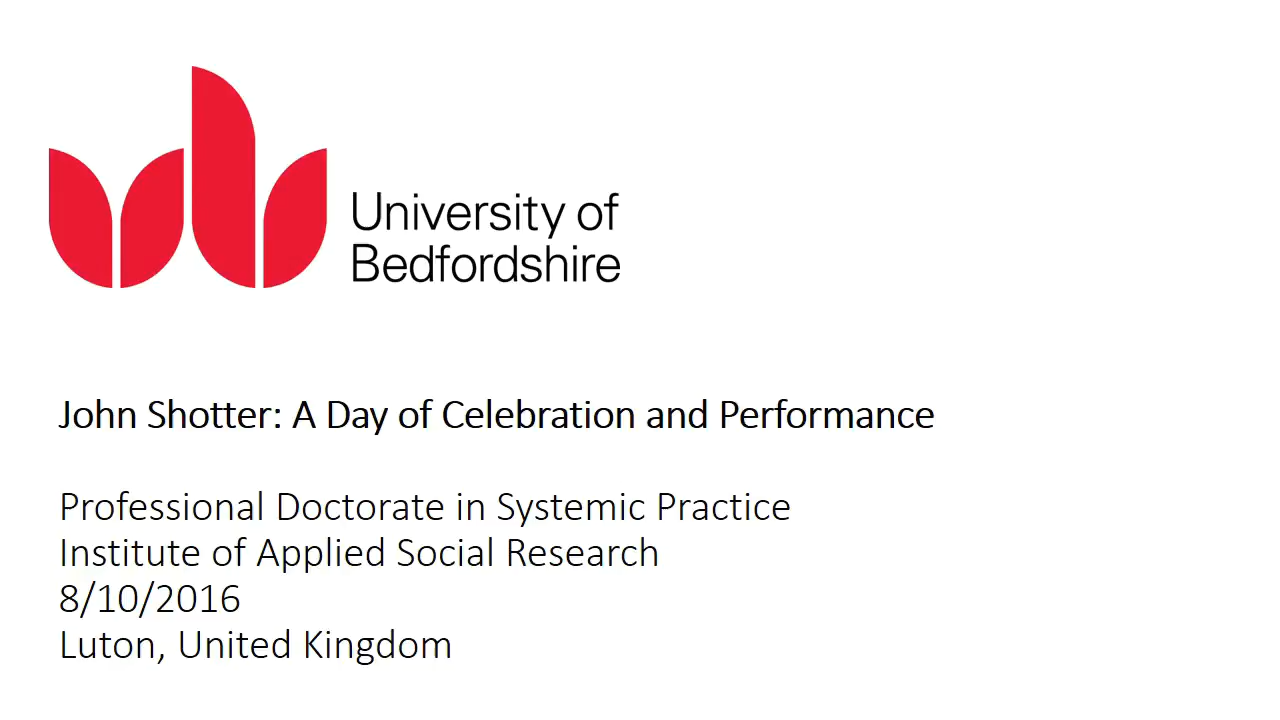 University of
Bedfordshire
John Shotter: A Day of Celebration and Performance
Professional Doctorate in Systemic Practice
Institute of Applied Social Research
8/10/2016
Luton, United Kingdom